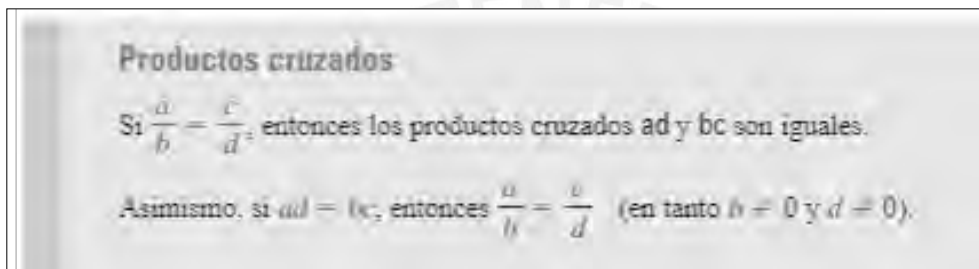 Productos cruzados
Si a/b = c/d, entonces los productos cruzados ad y bc son iguales.
Asimismo, si ad = bc, entonces a/b = c/d (en tanto b ≠ 0 y d ≠ 0).